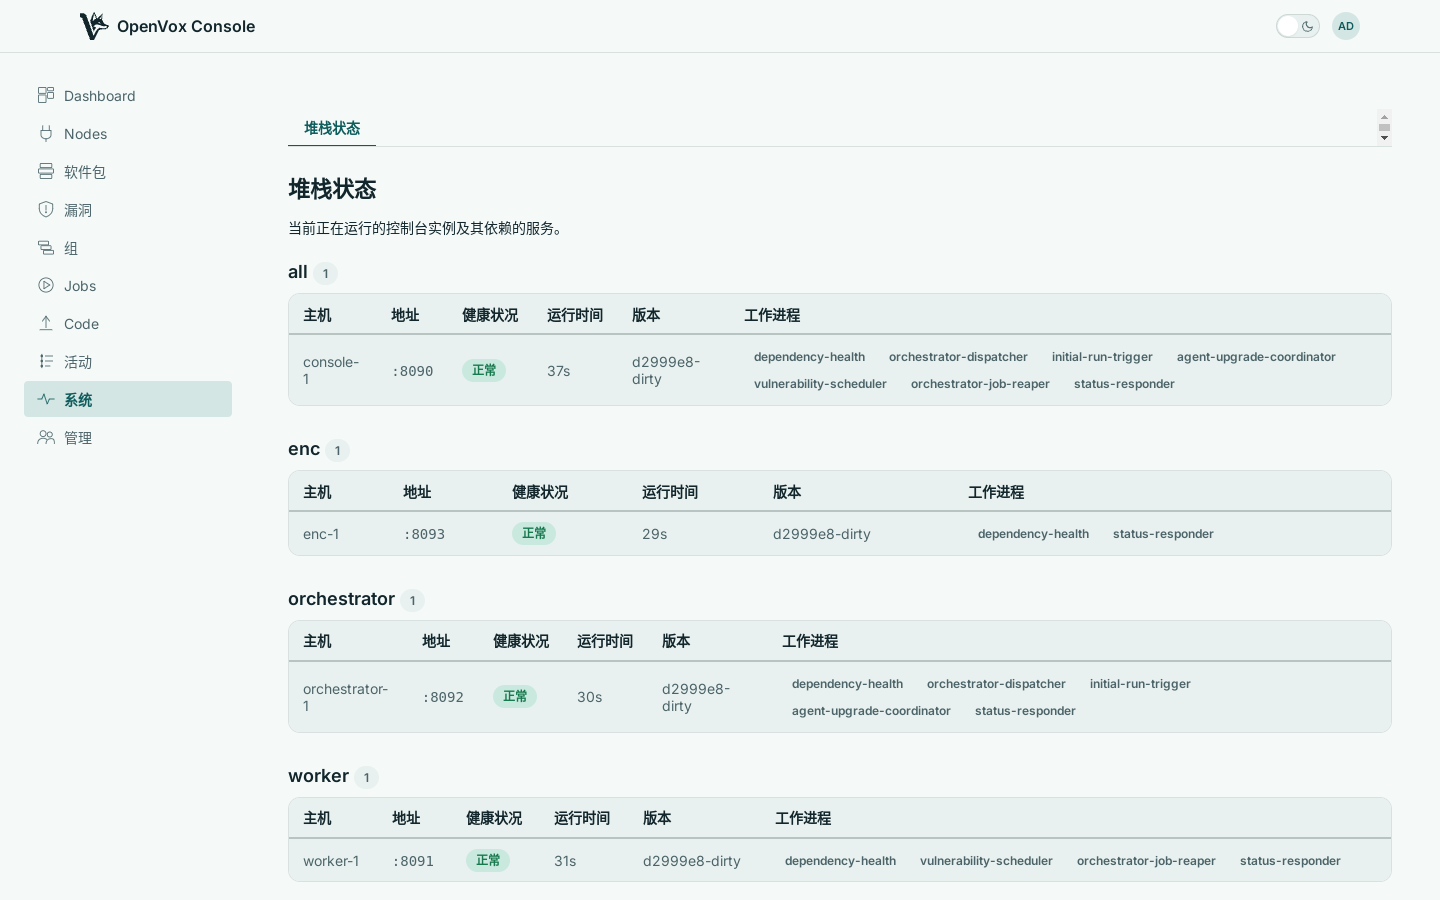 OpenVox Console
AD
Dashboard
Nodes
软件包
漏洞
组
Jobs
Code
活动
系统
管理
堆栈状态
堆栈状态
当前正在运行的控制台实例及其依赖的服务。
all 1
主机 地址 健康状况 运行时间 版本 工作进程
console-1 :8090 正常 37s d2999e8-dirty dependency-health orchestrator-dispatcher initial-run-trigger agent-upgrade-coordinator
vulnerability-scheduler orchestrator-job-reaper status-responder
enc 1
主机 地址 健康状况 运行时间 版本 工作进程
enc-1 :8093 正常 29s d2999e8-dirty dependency-health status-responder
orchestrator 1
主机 地址 健康状况 运行时间 版本 工作进程
orchestrator-1 :8092 正常 30s d2999e8-dirty dependency-health orchestrator-dispatcher initial-run-trigger
agent-upgrade-coordinator status-responder
worker 1
主机 地址 健康状况 运行时间 版本 工作进程
worker-1 :8091 正常 31s d2999e8-dirty dependency-health vulnerability-scheduler orchestrator-job-reaper status-responder